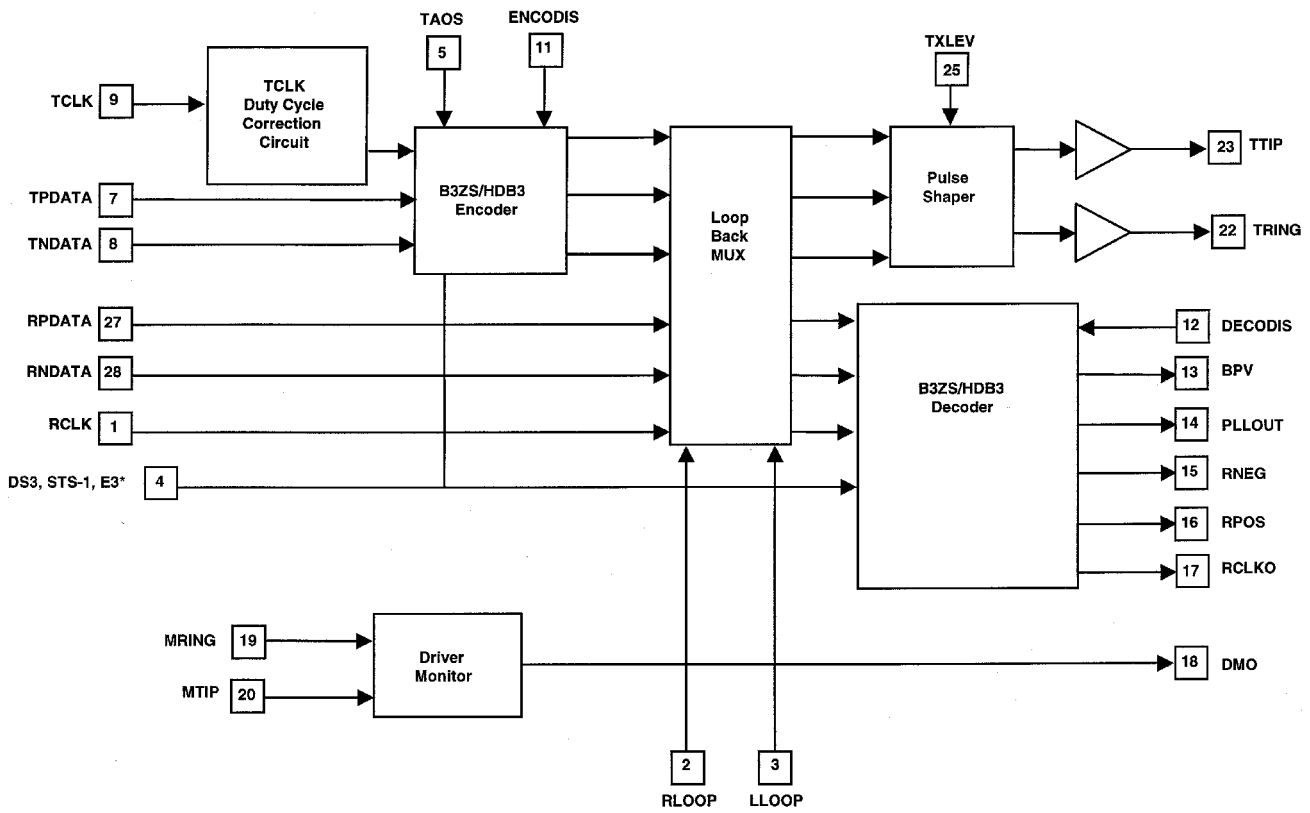 TAOS
5
ENCODIS
11
TXLEV
25
TCLK 9
TCLK
Duty Cycle
Correction
Circuit
TPDATA 7
TNDATA 8
B3ZS/HDB3
Encoder
Loop
Back
MUX
Pulse
Shaper
23 TTIP
22 TRING
RPDATA 27
RNDATA 28
RCLK 1
DS3, STS-1, E3* 4
B3ZS/HDB3
Decoder
12 DECODIS
13 BPV
14 PLLOUT
15 RNEG
16 RPOS
17 RCLKO
MRING 19
MTIP 20
Driver
Monitor
18 DMO
2
RLOOP
3
LLOOP